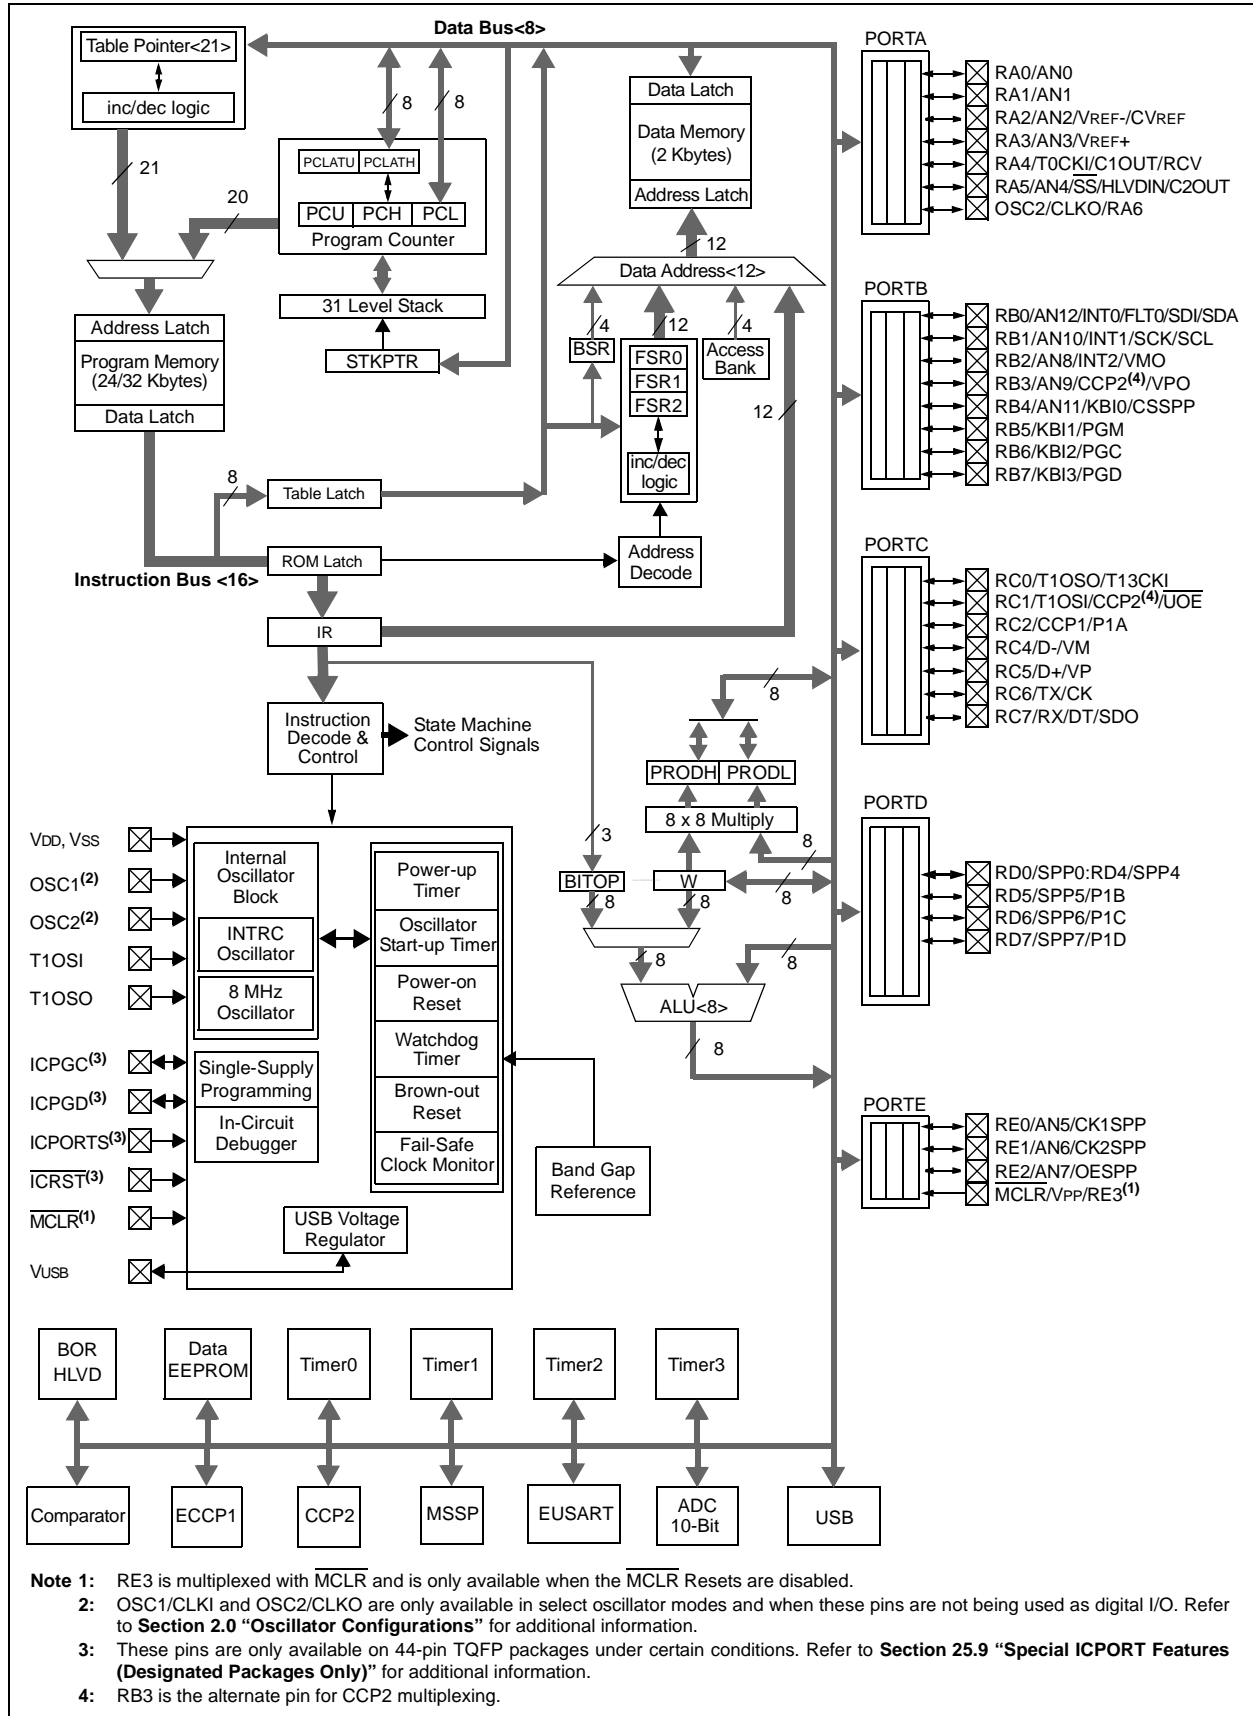 Data Bus<8>
Table Pointer<21>
inc/dec logic
21
20
8
8
PCLATU
PCLATH
PCU
PCH
PCL
Program Counter
31 Level Stack
STKPTR
Address Latch
Program Memory
(24/32 Kbytes)
Data Latch
Data Latch
Data Memory
(2 Kbytes)
Address Latch
12
Data Address<12>
4
12
4
BSR
FSR0
FSR1
FSR2
inc/dec
logic
Access
Bank
12
8
Table Latch
ROM Latch
Instruction Bus <16>
Address
Decode
IR
Instruction
Decode &
Control
State Machine
Control Signals
8
PRODH
PRODL
8 x 8 Multiply
3
8
BITOP
W
8
8
8
8
8
ALU<8>
8
VDD, VSS
OSC1(2)
OSC2(2)
T1OSI
T1OSO
ICPGC(3)
ICPGD(3)
ICPORTS(3)
ICRST(3)
MCLR(1)
VUSB
Internal
Oscillator
Block
INTRC
Oscillator
8 MHz
Oscillator
Single-Supply
Programming
In-Circuit
Debugger
Power-up
Timer
Oscillator
Start-up Timer
Power-on
Reset
Watchdog
Timer
Brown-out
Reset
Fail-Safe
Clock Monitor
USB Voltage
Regulator
Band Gap
Reference
PORTA
RA0/AN0
RA1/AN1
RA2/AN2/VREF-/CVREF
RA3/AN3/VREF+
RA4/T0CKI/C1OUT/RCV
RA5/AN4/SS/HLVDIN/C2OUT
OSC2/CLKO/RA6
PORTB
RB0/AN12/INT0/FLT0/SDI/SDA
RB1/AN10/INT1/SCK/SCL
RB2/AN8/INT2/VMO
RB3/AN9/CCP2(4)/VPO
RB4/AN11/KBI0/CSSPP
RB5/KBI1/PGM
RB6/KBI2/PGC
RB7/KBI3/PGD
PORTC
RC0/T1OSO/T13CKI
RC1/T1OSI/CCP2(4)/UOE
RC2/CCP1/P1A
RC4/D-/VM
RC5/D+/VP
RC6/TX/CK
RC7/RX/DT/SDO
PORTD
RD0/SPP0:RD4/SPP4
RD5/SPP5/P1B
RD6/SPP6/P1C
RD7/SPP7/P1D
PORTE
RE0/AN5/CK1SPP
RE1/AN6/CK2SPP
RE2/AN7/OESPP
MCLR/VPP/RE3(1)
BOR
HLVD
Data
EEPROM
Timer0
Timer1
Timer2
Timer3
Comparator
ECCP1
CCP2
MSSP
EUSART
ADC
10-Bit
USB
Note 1: RE3 is multiplexed with MCLR and is only available when the MCLR Resets are disabled.
2: OSC1/CLKI and OSC2/CLKO are only available in select oscillator modes and when these pins are not being used as digital I/O. Refer
to Section 2.0 “Oscillator Configurations” for additional information.
3: These pins are only available on 44-pin TQFP packages under certain conditions. Refer to Section 25.9 “Special ICPORT Features
(Designated Packages Only)” for additional information.
4: RB3 is the alternate pin for CCP2 multiplexing.